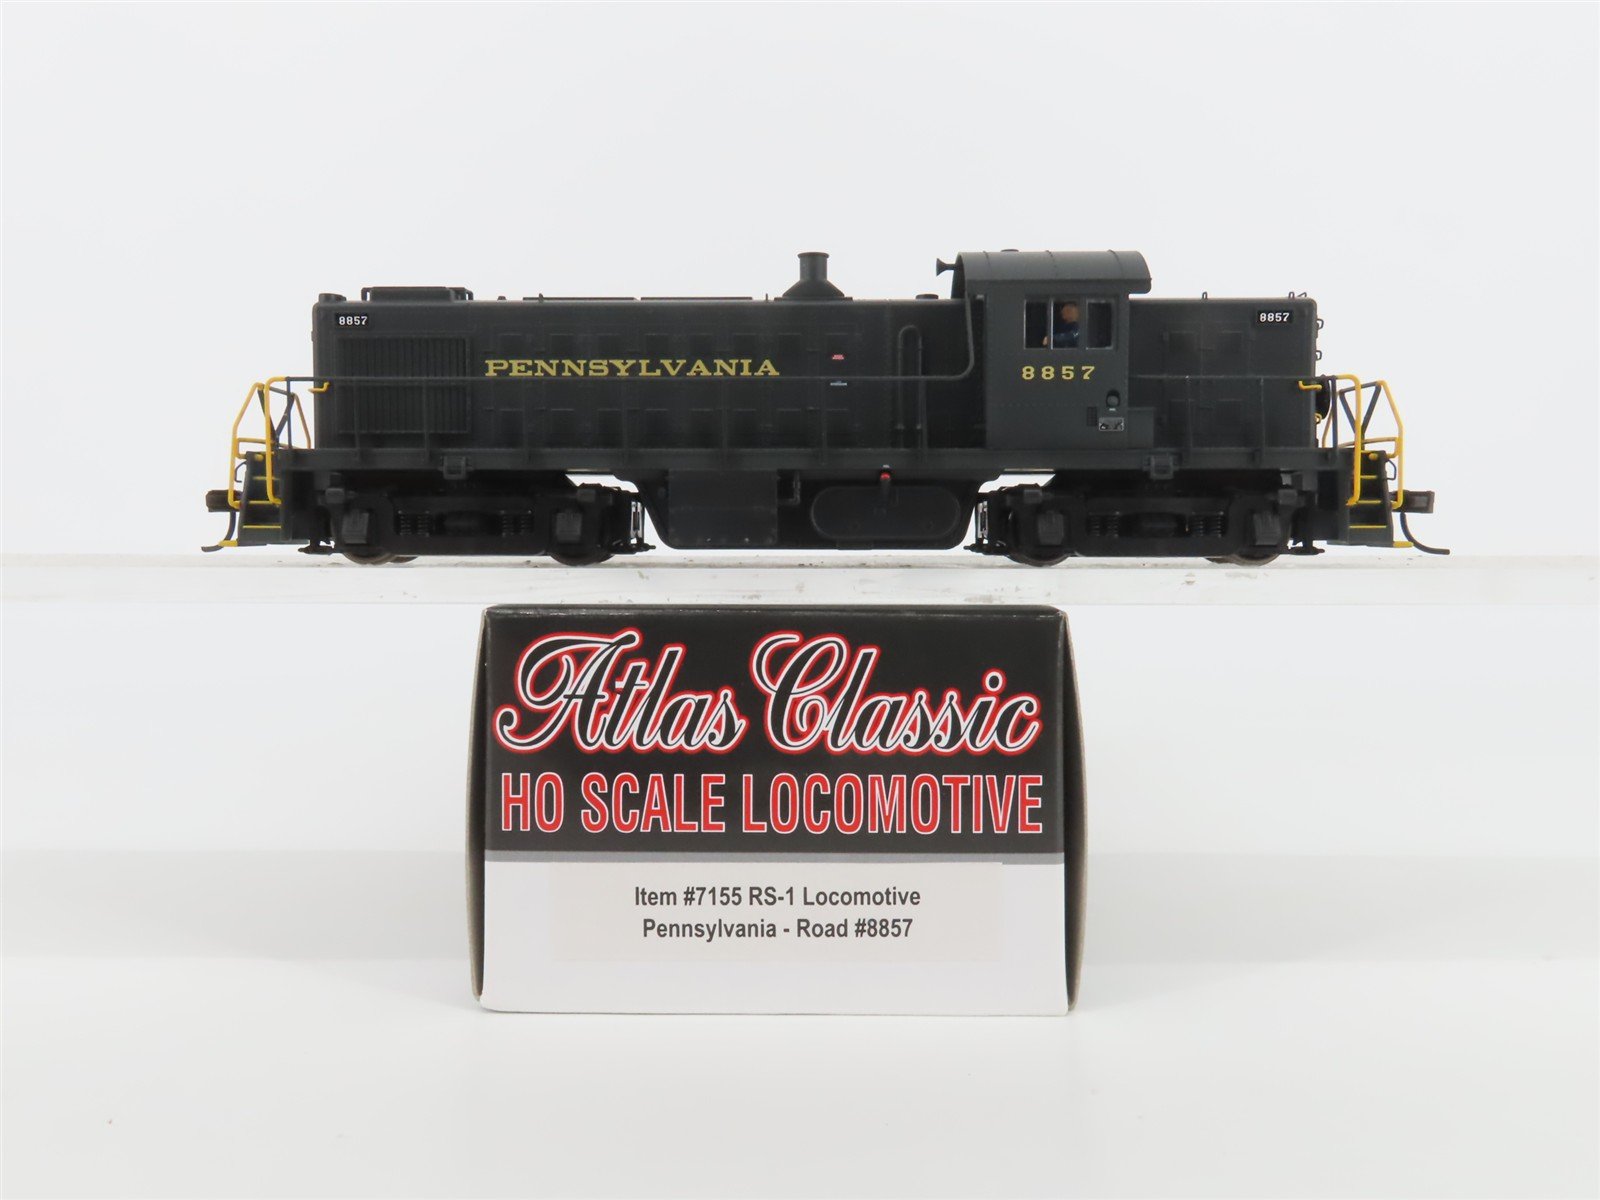 8857
8857
PENNSYLVANIA
8857
Atlas Classic
HO SCALE LOCOMOTIVE
Item #7155 RS-1 Locomotive
Pennsylvania - Road #8857